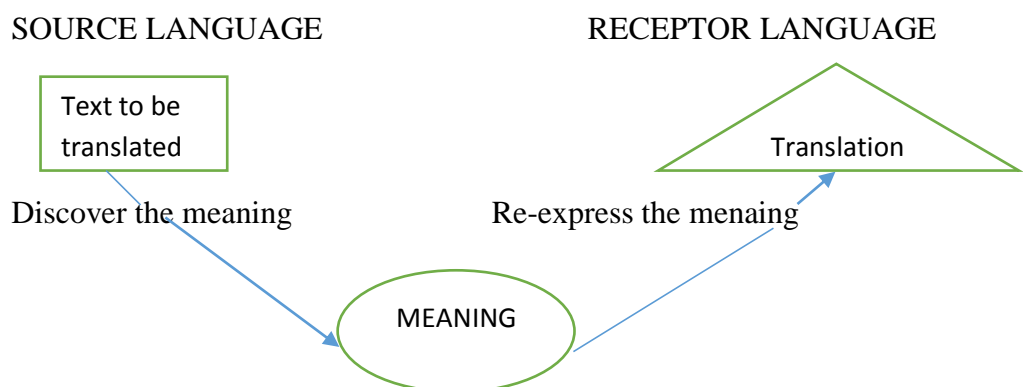 SOURCE LANGUAGE
RECEPTOR LANGUAGE
Text to be
translated
Translation
Discover the meaning
Re-express the menaing
MEANING